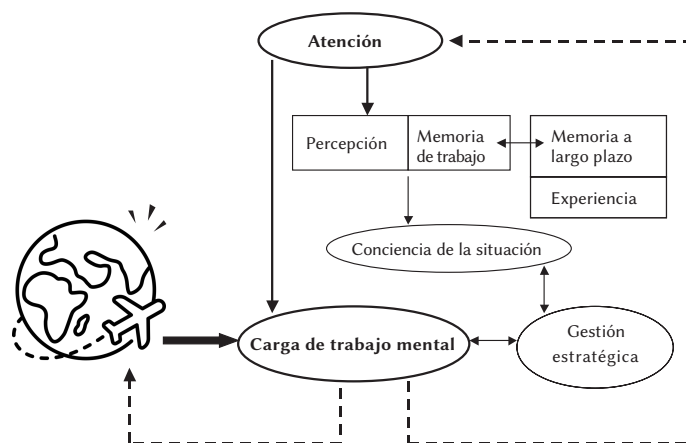 Atención
Percepción
Memoria
de trabajo
Memoria a
largo plazo
Experiencia
Conciencia de la situación
Carga de trabajo mental
Gestión
estratégica